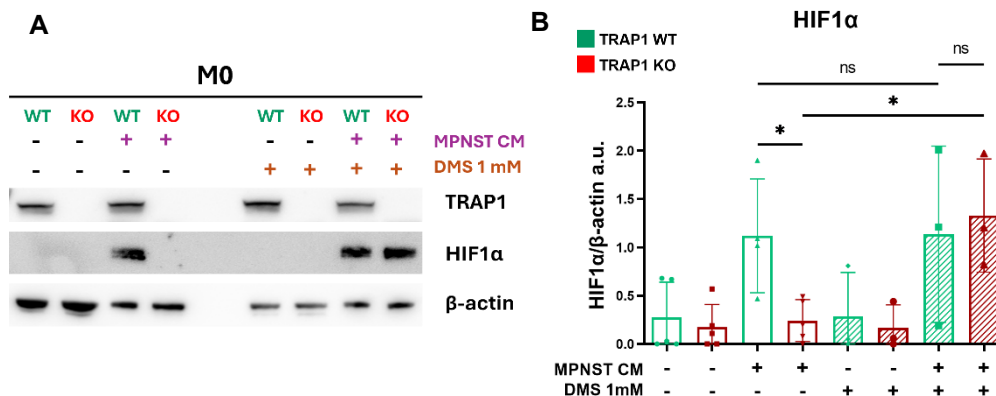 A
M0
WT KO WT KO WT KO WT KO
- - + + - - + + MPNST CM
- - - - + + + + DMS 1 mM
TRAP1
HIF1α
β-actin
B
HIF1α
TRAP1 WT
TRAP1 KO
ns
ns
*
*
HIF1α/β-actin a.u.
2.5
2.0
1.5
1.0
0.5
0.0
MPNST CM - - + + - - + +
DMS 1mM - - - - + + + +